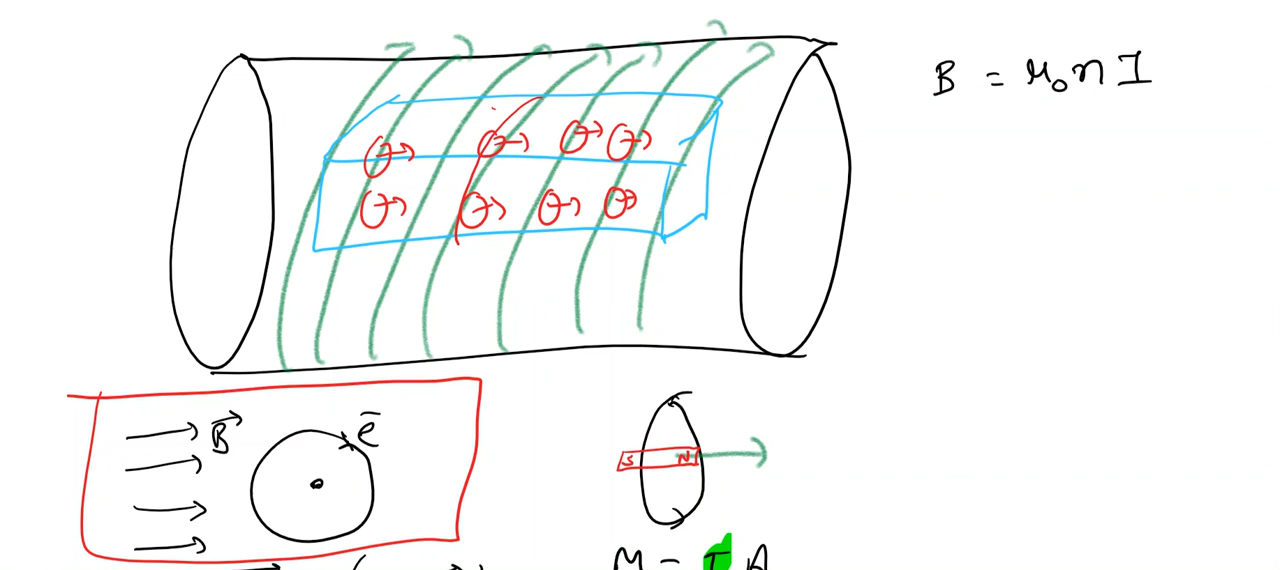 B = μ₀nI
B⃗
e⁻
S N
M = I A